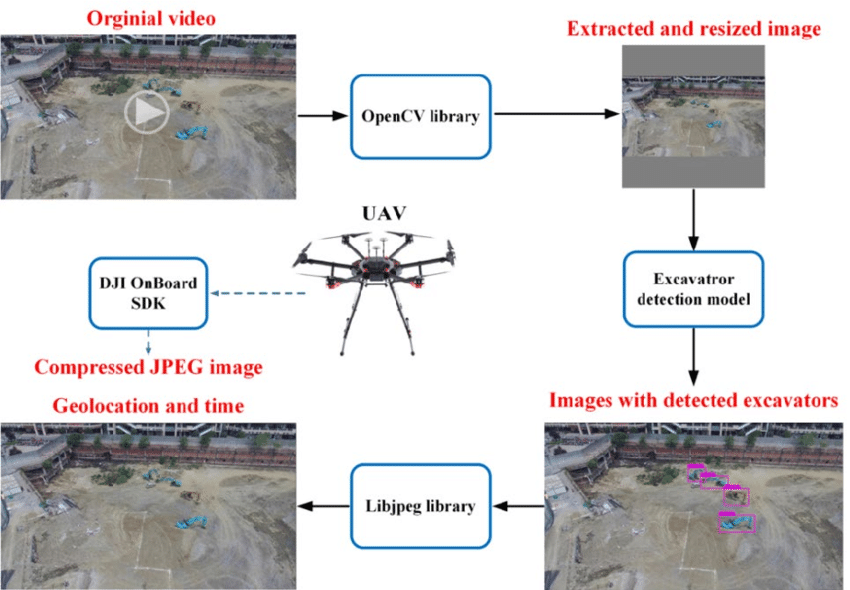 Orginial video
Extracted and resized image
OpenCV library
UAV
DJI OnBoard
SDK
Excavatror
detection model
Compressed JPEG image
Geolocation and time
Images with detected excavators
Libjpeg library